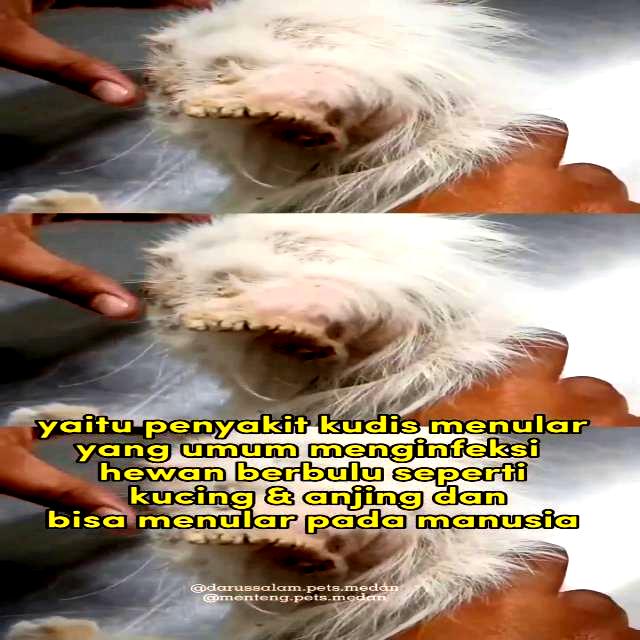 yaitu penyakit kudis menular
yang umum menginfeksi
hewan berbulu seperti
kucing & anjing dan
bisa menular pada manusia
@darussalam.pets.medan
@menteng.pets.medan